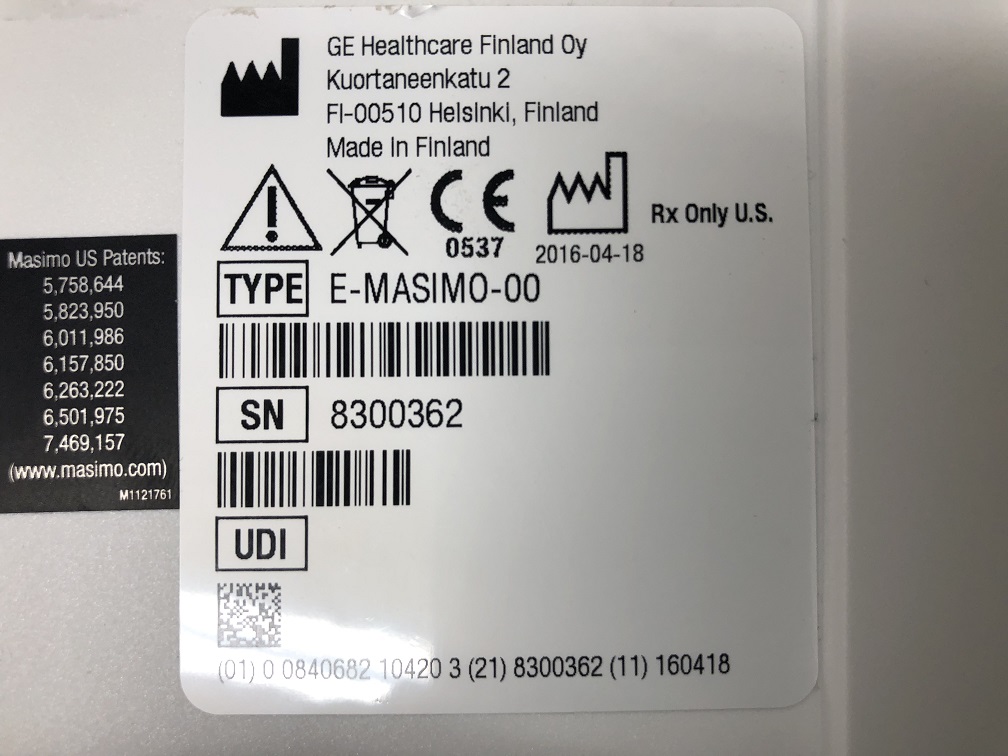 GE Healthcare Finland Oy
Kuortaneenkatu 2
FI-00510 Helsinki, Finland
Made in Finland
CE
0537
2016-04-18
Rx Only U.S.
TYPE E-MASIMO-00
SN 8300362
UDI
(01) 0 0840682 10420 3 (21) 8300362 (11) 160418
Masimo US Patents:
5,758,644
5,823,950
6,011,986
6,157,850
6,263,222
6,501,975
7,469,157
(www.masimo.com)
M1121761